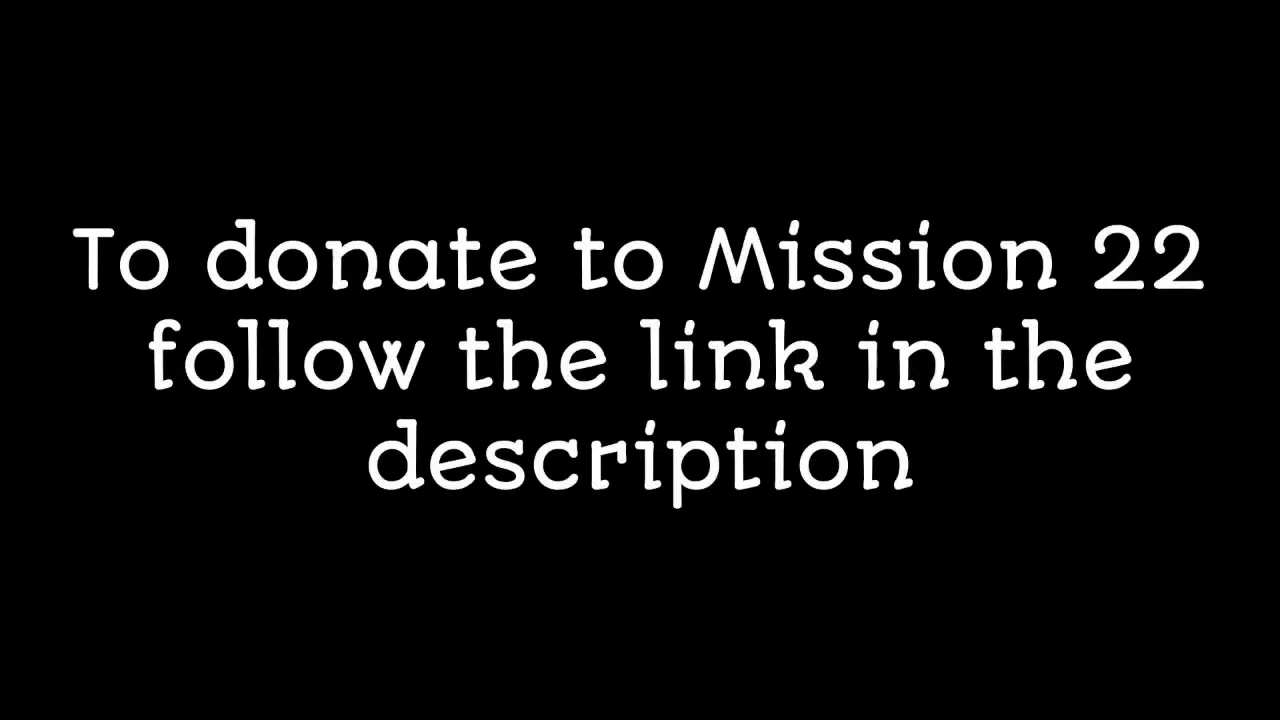 To donate to Mission 22
follow the link in the
description